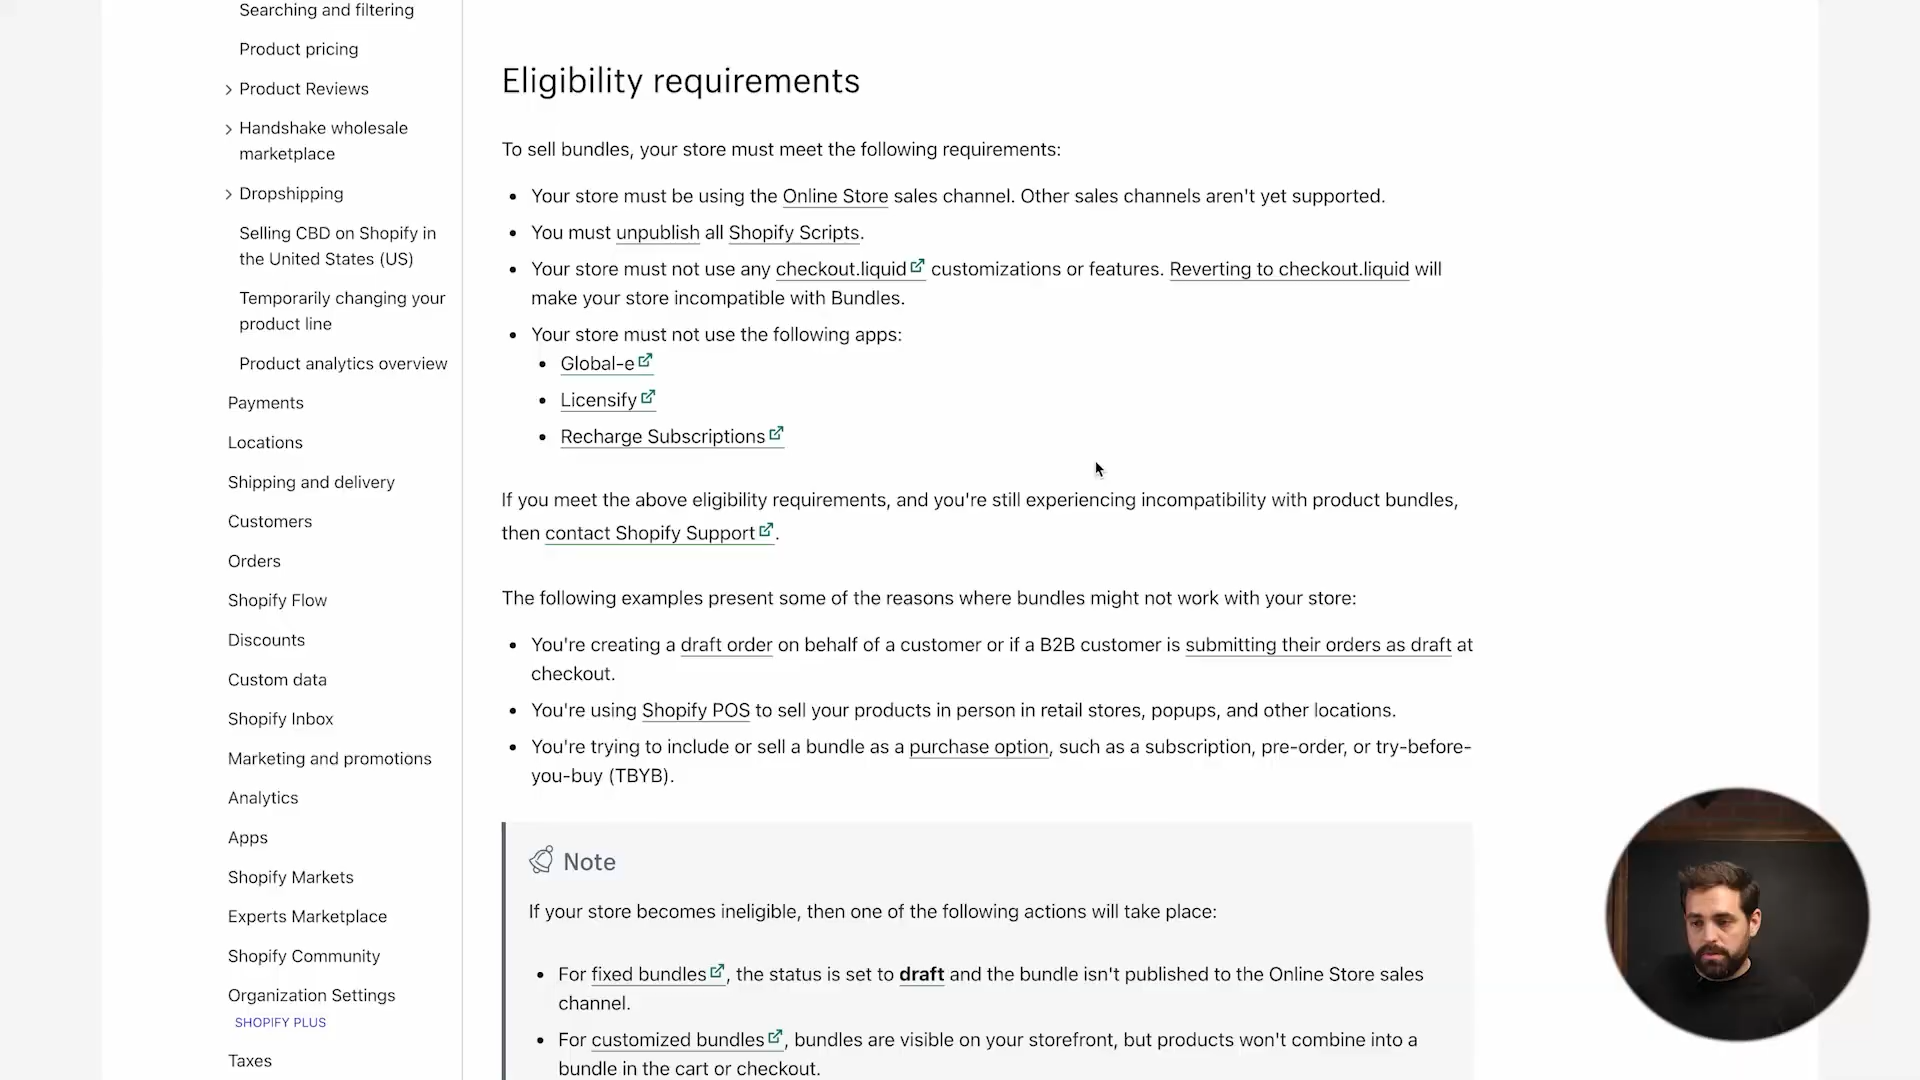 Searching and filtering
Product pricing
Product Reviews
Handshake wholesale
marketplace
Dropshipping
Selling CBD on Shopify in
the United States (US)
Temporarily changing your
product line
Product analytics overview
Payments
Locations
Shipping and delivery
Customers
Orders
Shopify Flow
Discounts
Custom data
Shopify Inbox
Marketing and promotions
Analytics
Apps
Shopify Markets
Experts Marketplace
Shopify Community
Organization Settings
SHOPIFY PLUS
Taxes
Eligibility requirements
To sell bundles, your store must meet the following requirements:
• Your store must be using the Online Store sales channel. Other sales channels aren't yet supported.
• You must unpublish all Shopify Scripts.
• Your store must not use any checkout.liquid customizations or features. Reverting to checkout.liquid will
make your store incompatible with Bundles.
• Your store must not use the following apps:
• Global-e
• Licensify
• Recharge Subscriptions
If you meet the above eligibility requirements, and you're still experiencing incompatibility with product bundles,
then contact Shopify Support.
The following examples present some of the reasons where bundles might not work with your store:
• You're creating a draft order on behalf of a customer or if a B2B customer is submitting their orders as draft at
checkout.
• You're using Shopify POS to sell your products in person in retail stores, popups, and other locations.
• You're trying to include or sell a bundle as a purchase option, such as a subscription, pre-order, or try-before-
you-buy (TBYB).
Note
If your store becomes ineligible, then one of the following actions will take place:
• For fixed bundles, the status is set to draft and the bundle isn't published to the Online Store sales
channel.
• For customized bundles, bundles are visible on your storefront, but products won't combine into a
bundle in the cart or checkout.